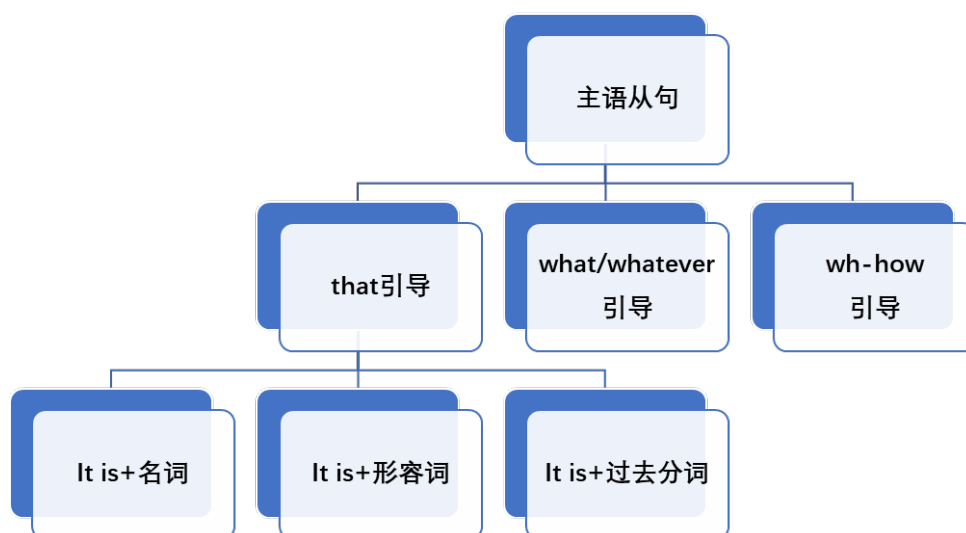 主语从句
that引导
what/whatever
引导
wh-how
引导
It is+名词
It is+形容词
It is+过去分词